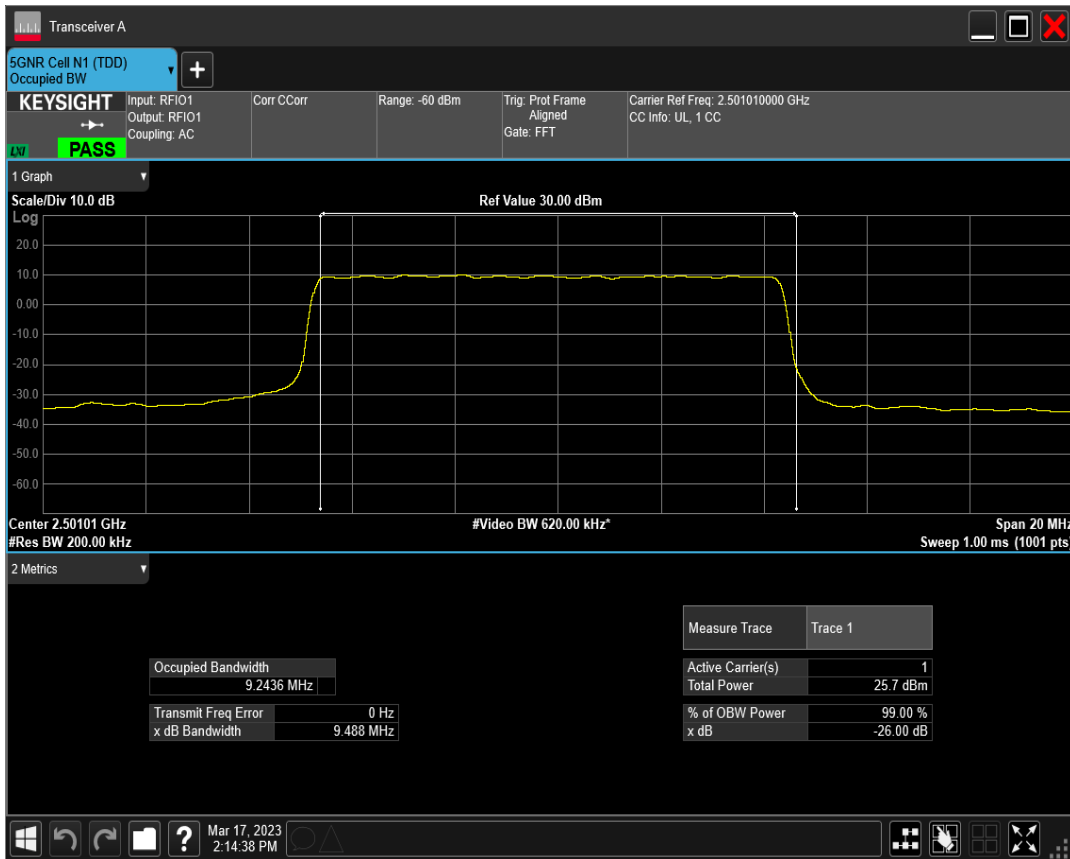 Transceiver A
5GNR Cell N1 (TDD)
Occupied BW
KEYSIGHT
LXI
PASS
Input: RFIO1
Output: RFIO1
Coupling: AC
Corr CCorr
Range: -60 dBm
Trig: Prot Frame
Aligned
Gate: FFT
Carrier Ref Freq: 2.501010000 GHz
CC Info: UL, 1 CC
1 Graph
Scale/Div 10.0 dB
Ref Value 30.00 dBm
Log
20.0
10.0
0.00
-10.0
-20.0
-30.0
-40.0
-50.0
-60.0
Center 2.50101 GHz
#Video BW 620.00 kHz*
Span 20 MHz
#Res BW 200.00 kHz
Sweep 1.00 ms (1001 pts)
2 Metrics
Measure Trace Trace 1
Occupied Bandwidth
9.2436 MHz
Active Carrier(s) 1
Total Power 25.7 dBm
Transmit Freq Error 0 Hz
x dB Bandwidth 9.488 MHz
% of OBW Power 99.00 %
x dB -26.00 dB
?
Mar 17, 2023
2:14:38 PM